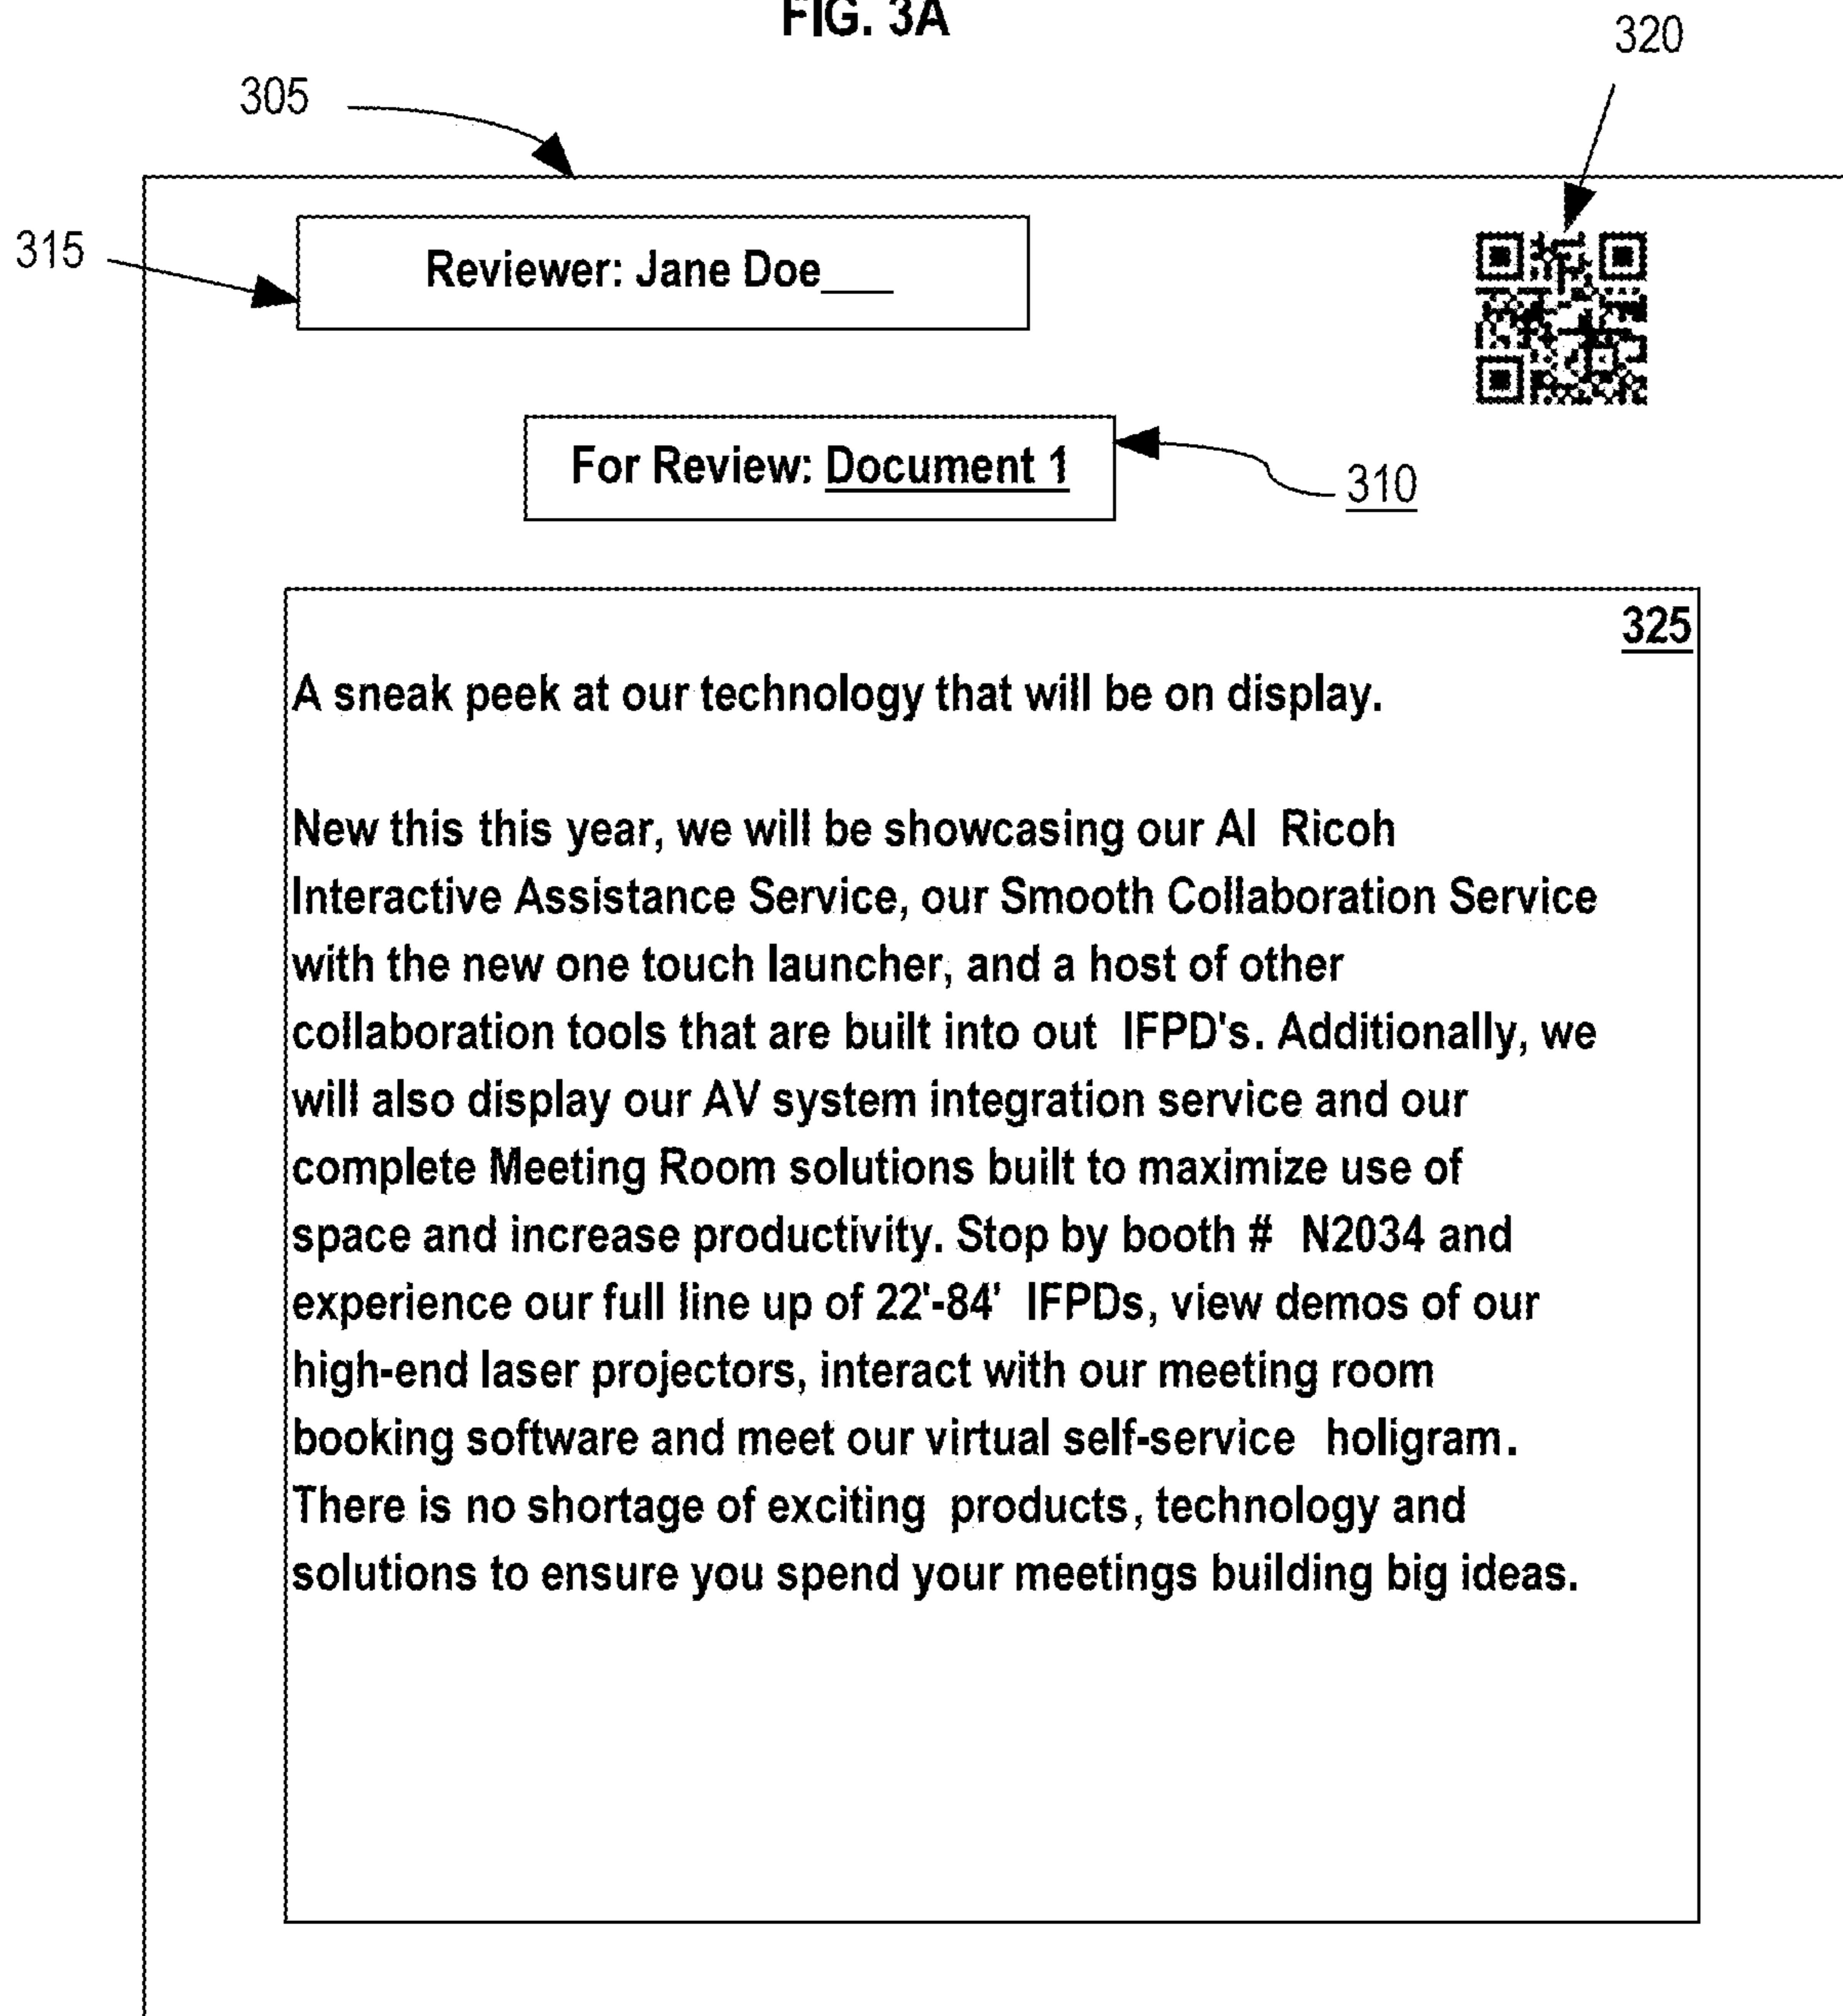 FIG. 3A
320
305
315
Reviewer: Jane Doe___
For Review: Document 1
310
325
A sneak peek at our technology that will be on display.
New this this year, we will be showcasing our AI Ricoh
Interactive Assistance Service, our Smooth Collaboration Service
with the new one touch launcher, and a host of other
collaboration tools that are built into out IFPD's. Additionally, we
will also display our AV system integration service and our
complete Meeting Room solutions built to maximize use of
space and increase productivity. Stop by booth # N2034 and
experience our full line up of 22'-84' IFPDs, view demos of our
high-end laser projectors, interact with our meeting room
booking software and meet our virtual self-service holigram.
There is no shortage of exciting products, technology and
solutions to ensure you spend your meetings building big ideas.